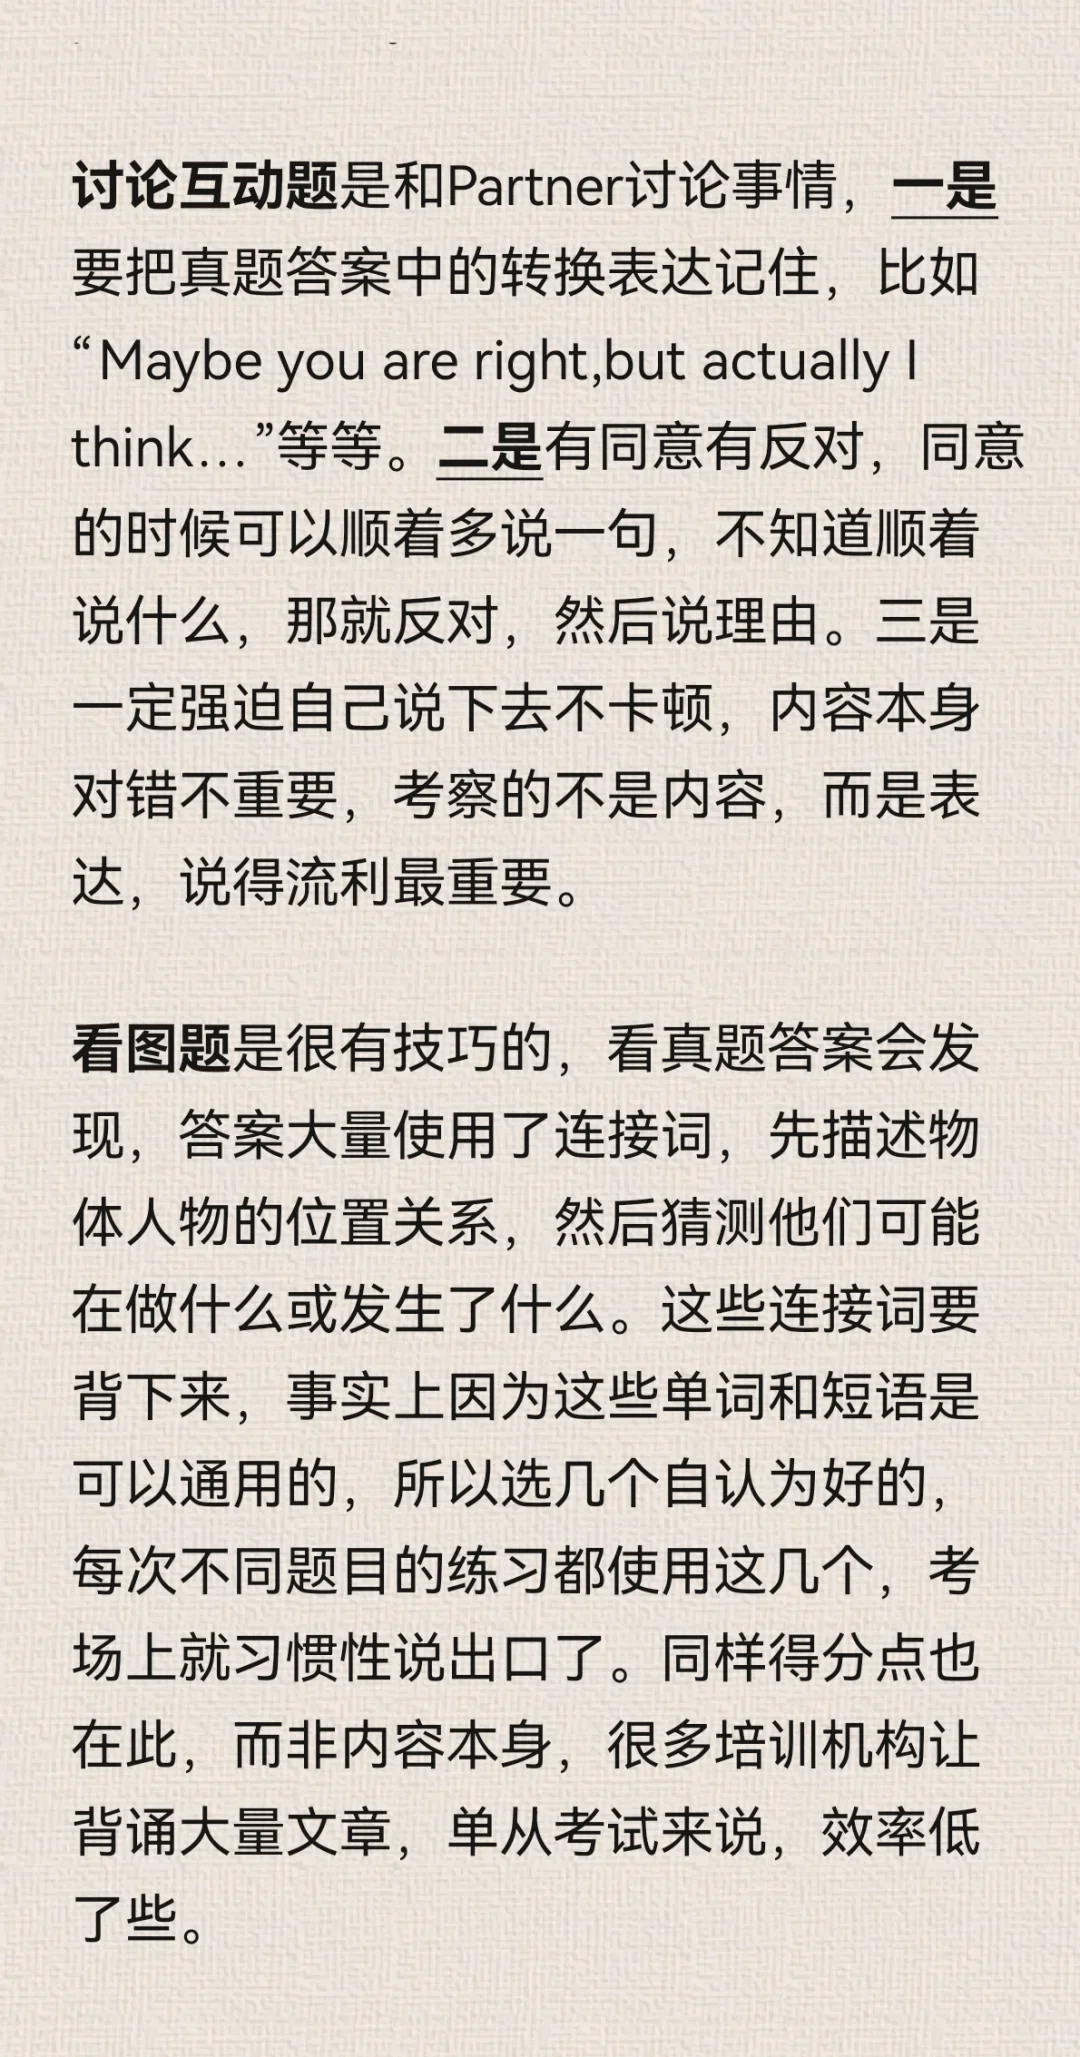 讨论互动题是和Partner讨论事情，一是
要把真题答案中的转换表达记住，比如
“Maybe you are right,but actually I
think…”等等。二是有同意有反对，同意
的时候可以顺着多说一句，不知道顺着
说什么，那就反对，然后说理由。三是
一定强迫自己说下去不卡顿，内容本身
对错不重要，考察的不是内容，而是表
达，说得流利最重要。
看图题是很有技巧的，看真题答案会发
现，答案大量使用了连接词，先描述物
体人物的位置关系，然后猜测他们可能
在做什么或发生了什么。这些连接词要
背下来，事实上因为这些单词和短语是
可以通用的，所以选几个自认为好的，
每次不同题目的练习都使用这几个，考
场上就习惯性说出口了。同样得分点也
在此，而非内容本身，很多培训机构让
背诵大量文章，单从考试来说，效率低
了些。